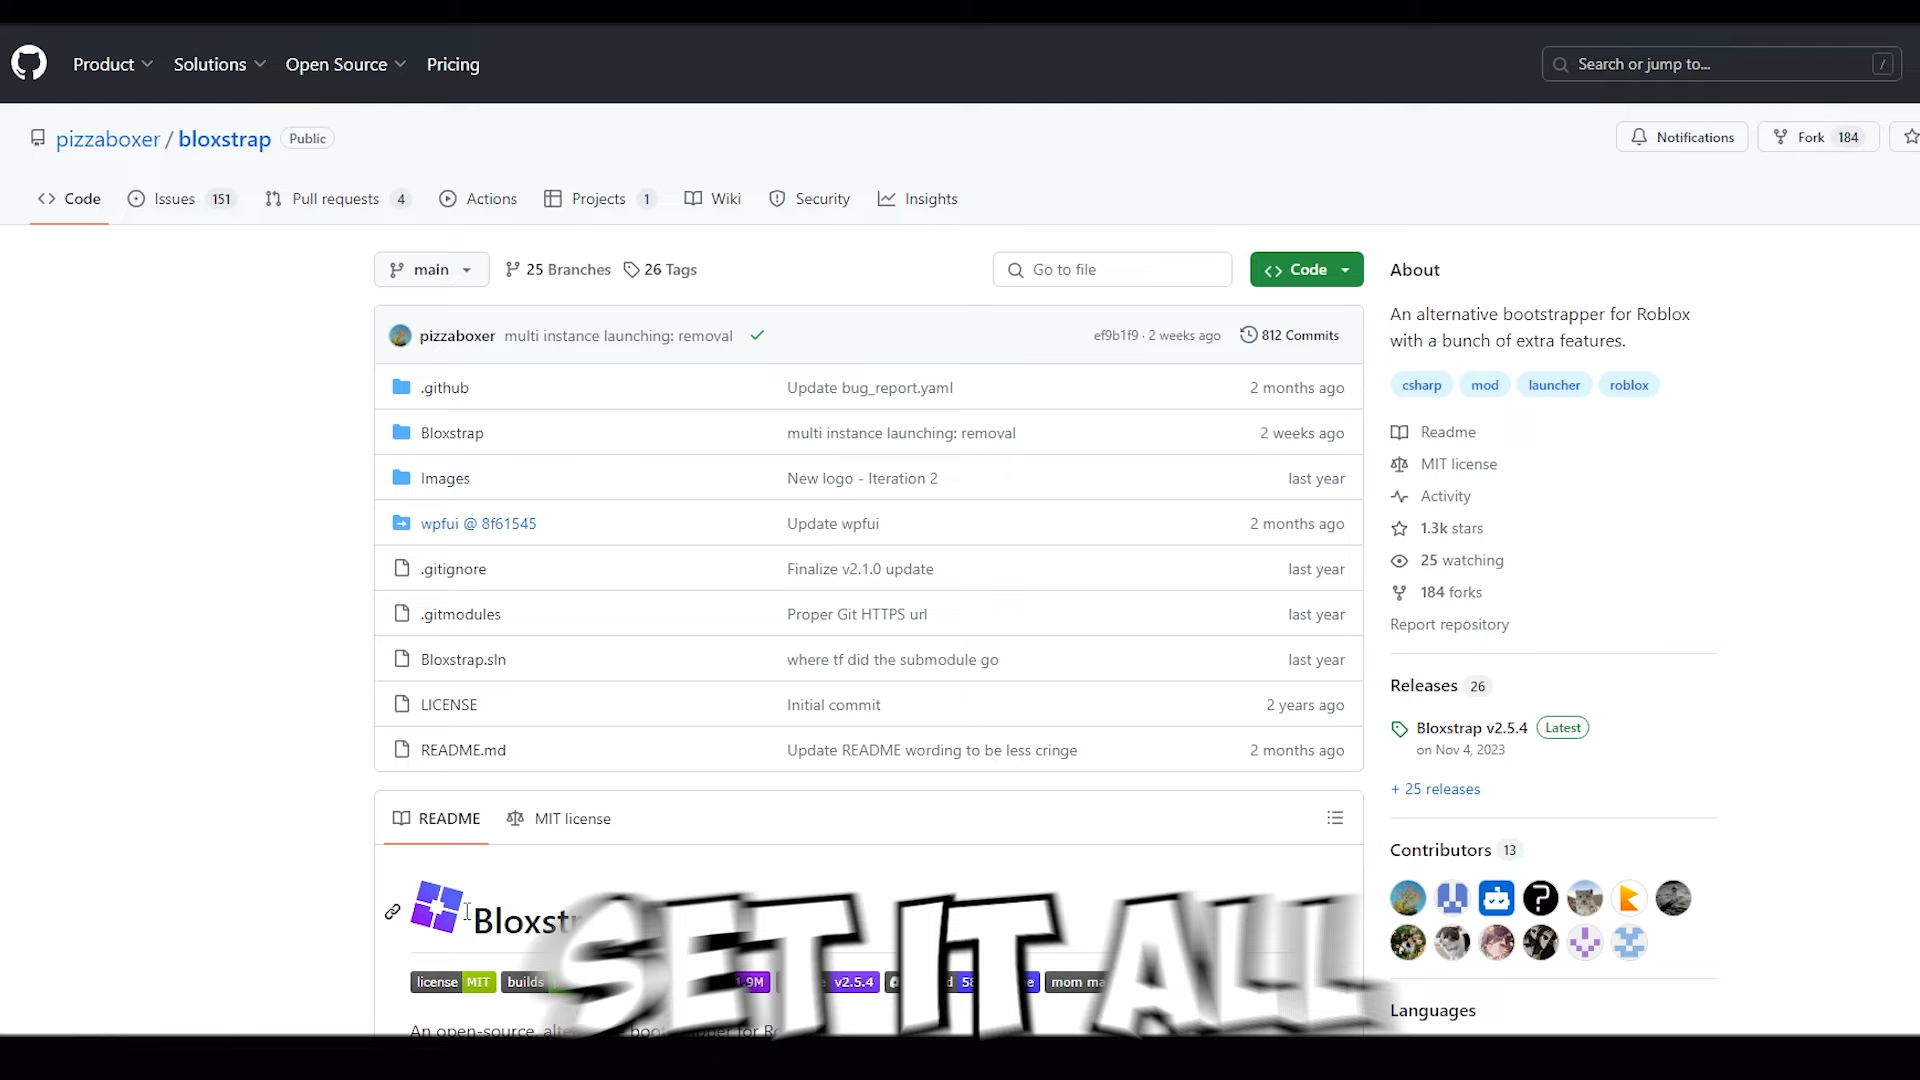 Product Solutions Open Source Pricing Search or jump to... /
pizzaboxer / bloxstrap Public Notifications Fork 184
Code Issues 151 Pull requests 4 Actions Projects 1 Wiki Security Insights
main 25 Branches 26 Tags Go to file Code
pizzaboxer multi instance launching: removal ef9b1f9 · 2 weeks ago 812 Commits
.github Update bug_report.yaml 2 months ago
Bloxstrap multi instance launching: removal 2 weeks ago
Images New logo - Iteration 2 last year
wpfui @ 8f61545 Update wpfui 2 months ago
.gitignore Finalize v2.1.0 update last year
.gitmodules Proper Git HTTPS url last year
Bloxstrap.sln where tf did the submodule go last year
LICENSE Initial commit 2 years ago
README.md Update README wording to be less cringe 2 months ago
README MIT license
Bloxst
license MIT builds v2.5.4 mom
An open-source,
SET IT ALL
About
An alternative bootstrapper for Roblox
with a bunch of extra features.
csharp mod launcher roblox
Readme
MIT license
Activity
1.3k stars
25 watching
184 forks
Report repository
Releases 26
Bloxstrap v2.5.4 Latest
on Nov 4, 2023
+ 25 releases
Contributors 13
Languages